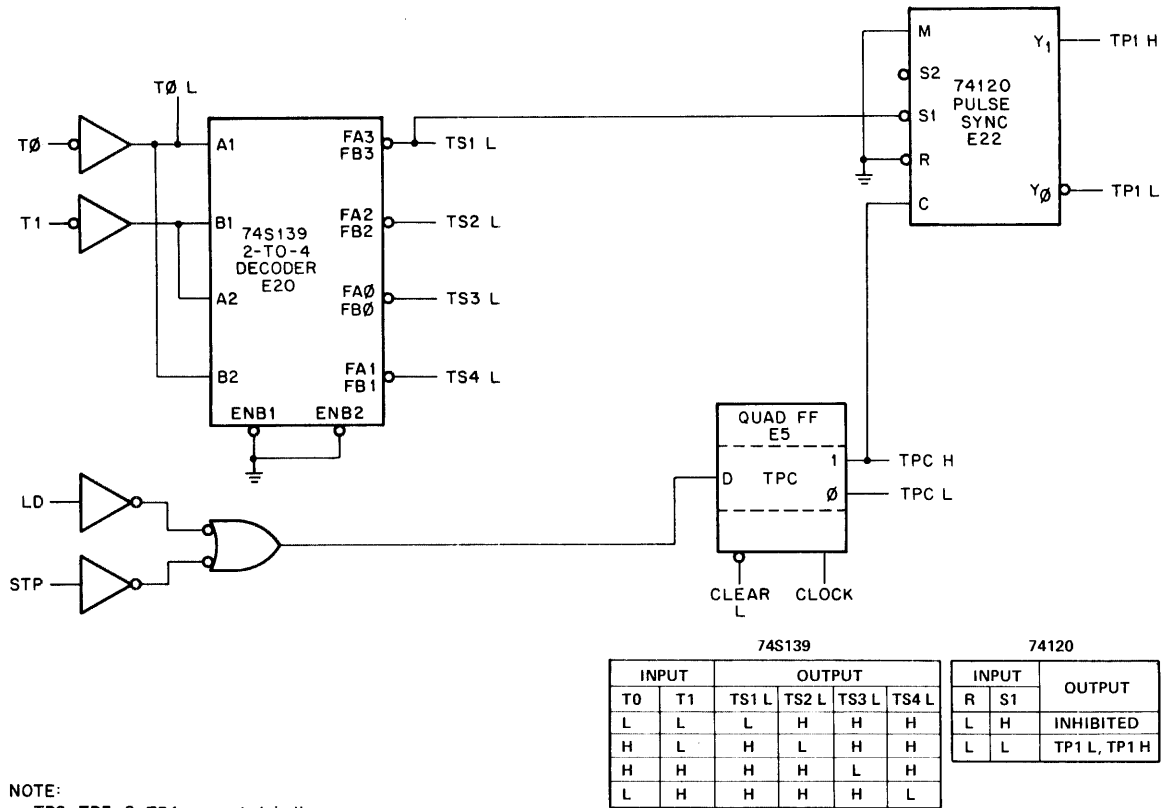 TØ
T1
TØ L
A1
B1
A2
B2
74S139
2-TO-4
DECODER
E20
ENB1 ENB2
FA3
FB3
TS1 L
FA2
FB2
TS2 L
FAØ
FBØ
TS3 L
FA1
FB1
TS4 L
M
S2
S1
R
C
74120
PULSE
SYNC
E22
Y1
TP1 H
YØ
TP1 L
LD
STP
QUAD FF
E5
D
TPC
1
Ø
TPC H
TPC L
CLEAR
L
CLOCK
74S139
INPUT OUTPUT
T0 T1 TS1 L TS2 L TS3 L TS4 L
L L L H H H
H L H L H H
H H H H L H
L H H H H L
74120
INPUT OUTPUT
R S1
L H INHIBITED
L L TP1 L, TP1 H
NOTE: